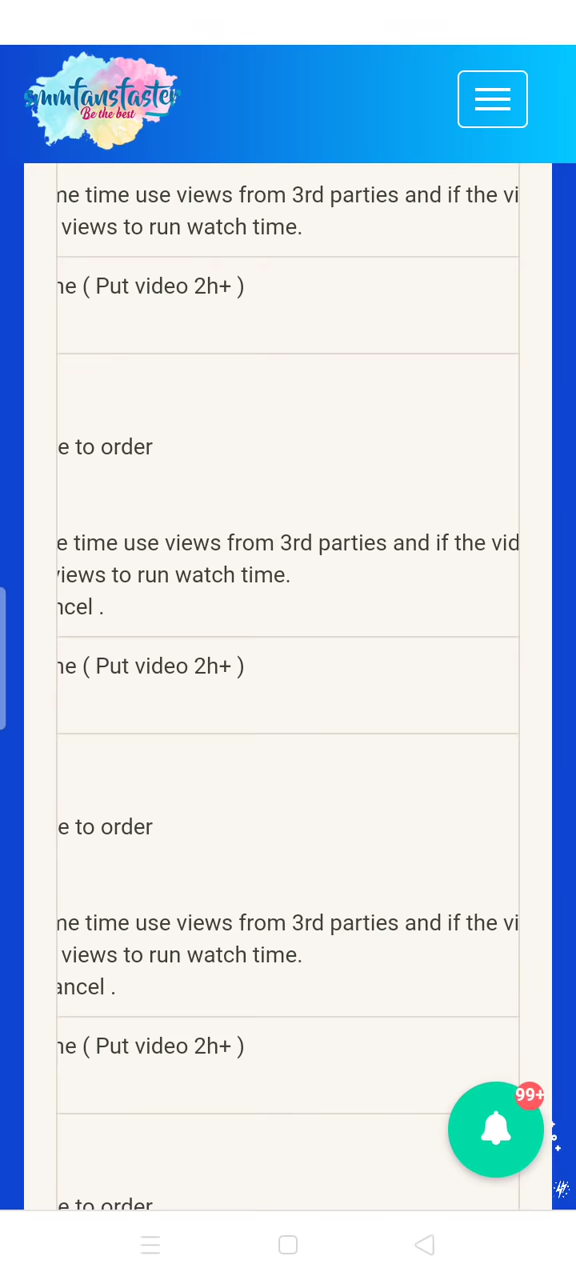 smmfansfaster
Be the best
me time use views from 3rd parties and if the vi
views to run watch time.
ne ( Put video 2h+ )
e to order
e time use views from 3rd parties and if the vid
views to run watch time.
ncel .
ne ( Put video 2h+ )
e to order
me time use views from 3rd parties and if the vi
views to run watch time.
ancel .
ne ( Put video 2h+ )
99+
e to order